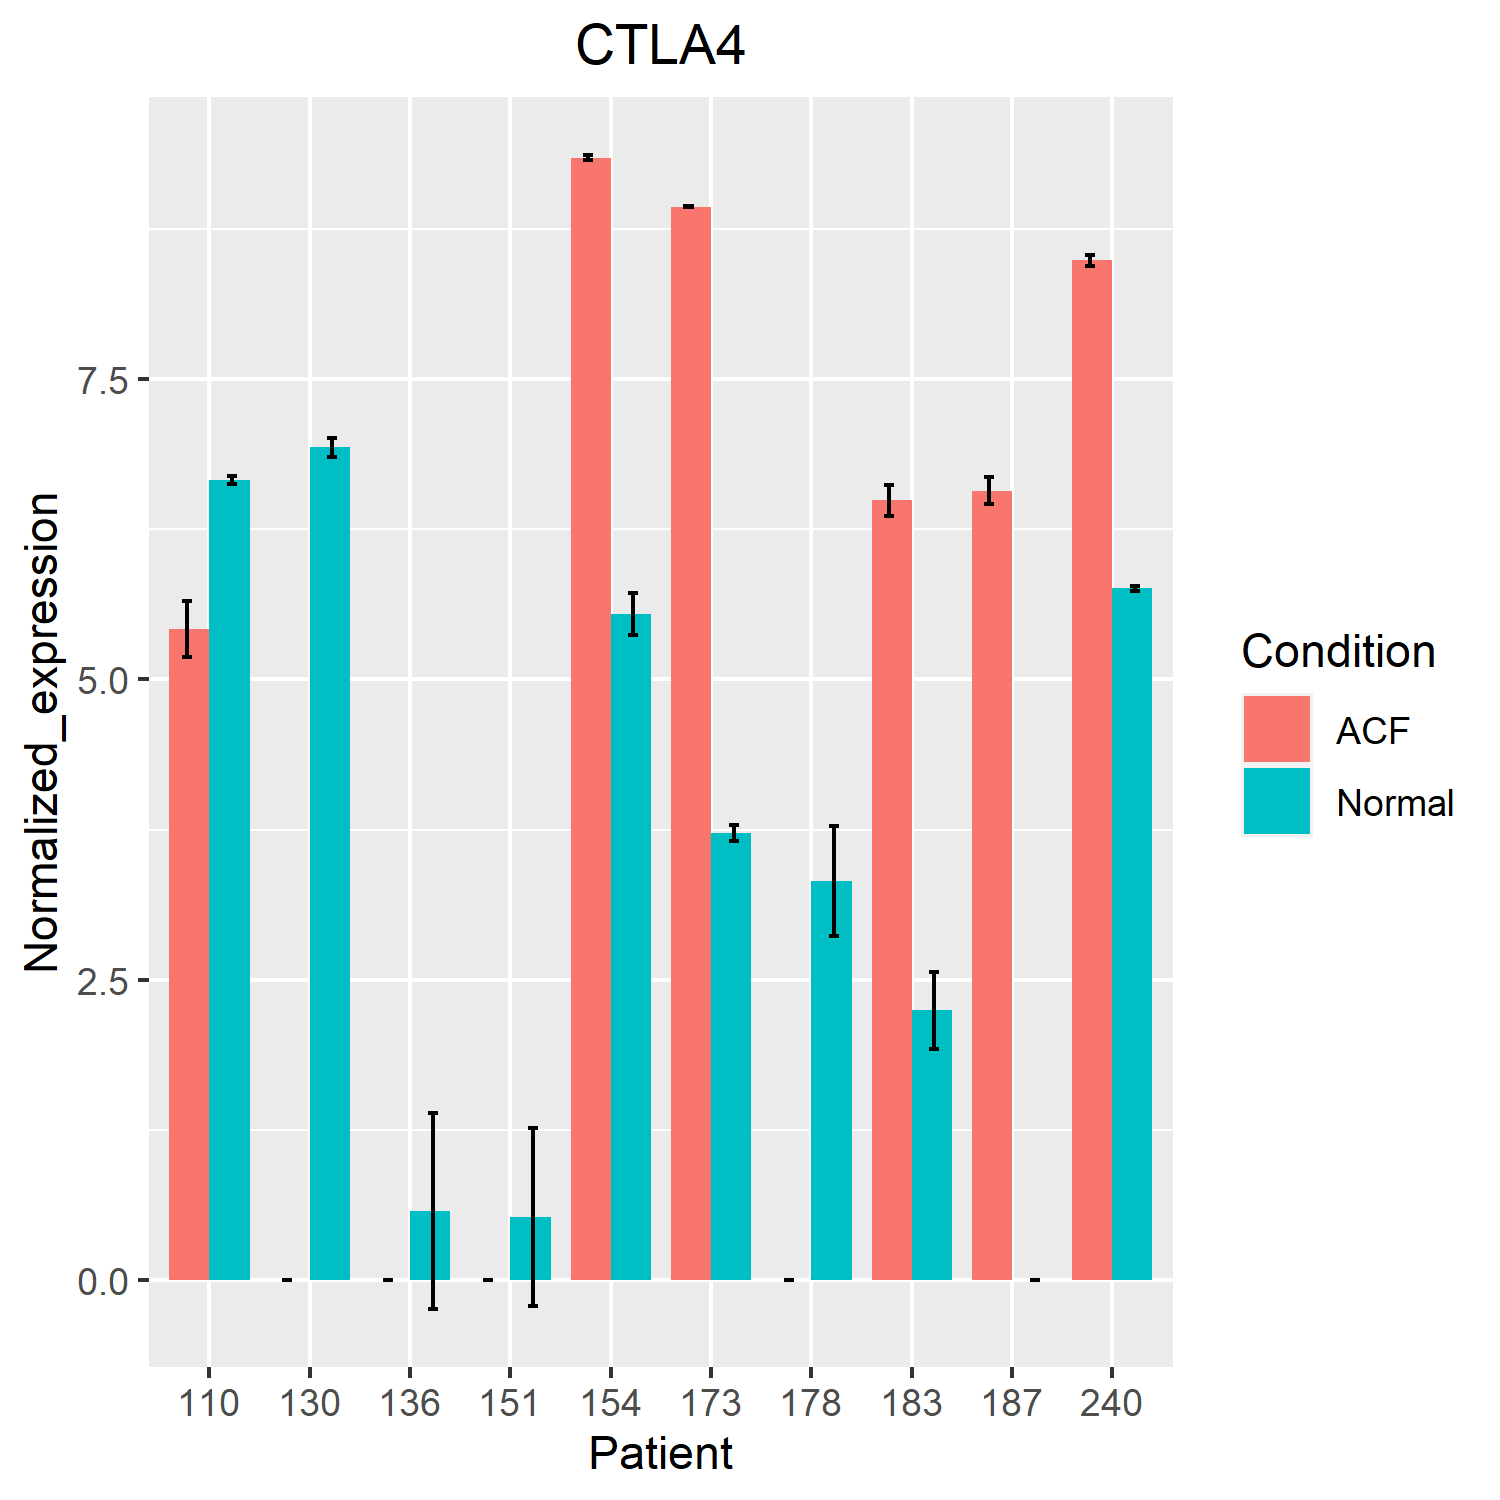 CTLA4
Normalized_expression
7.5
5.0
2.5
0.0
110 130 136 151 154 173 178 183 187 240
Patient
Condition
ACF
Normal